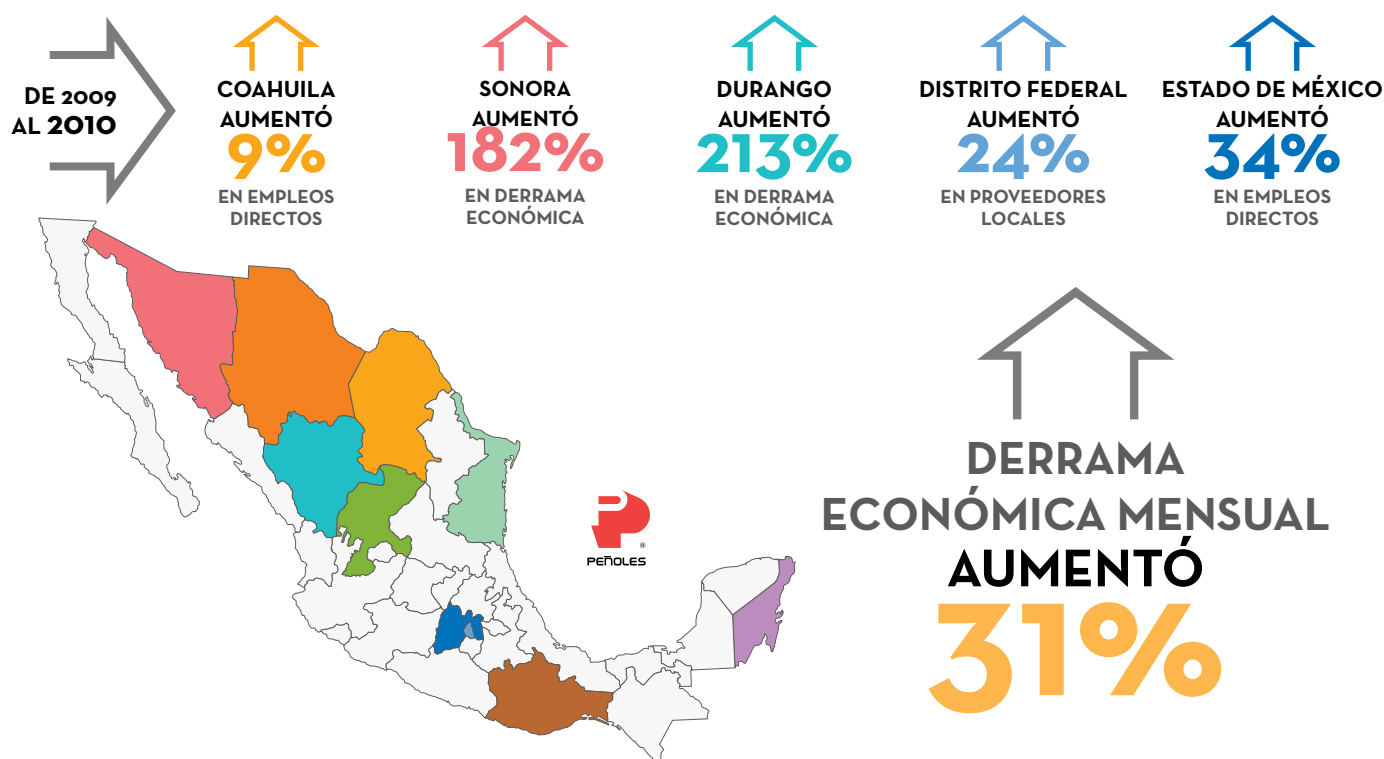 DE 2009
AL 2010
COAHUILA
AUMENTÓ
9%
EN EMPLEOS
DIRECTOS
SONORA
AUMENTÓ
182%
EN DERRAMA
ECONÓMICA
DURANGO
AUMENTÓ
213%
EN DERRAMA
ECONÓMICA
DISTRITO FEDERAL
AUMENTÓ
24%
EN PROVEEDORES
LOCALES
ESTADO DE MÉXICO
AUMENTÓ
34%
EN EMPLEOS
DIRECTOS
DERRAMA
ECONÓMICA MENSUAL
AUMENTÓ
31%
®
PEÑOLES